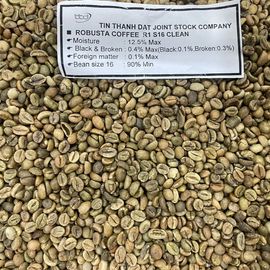 TIN THANH DAT JOINT STOCK COMPANY
ROBUSTA COFFEE R1 S16 CLEAN
Moisture : 12.5% Max
Black & Broken : 0.4% Max(Black:0.1%,Broken:0.3%)
Foreign matter : 0.1% Max
Bean size 16 : 90% Min